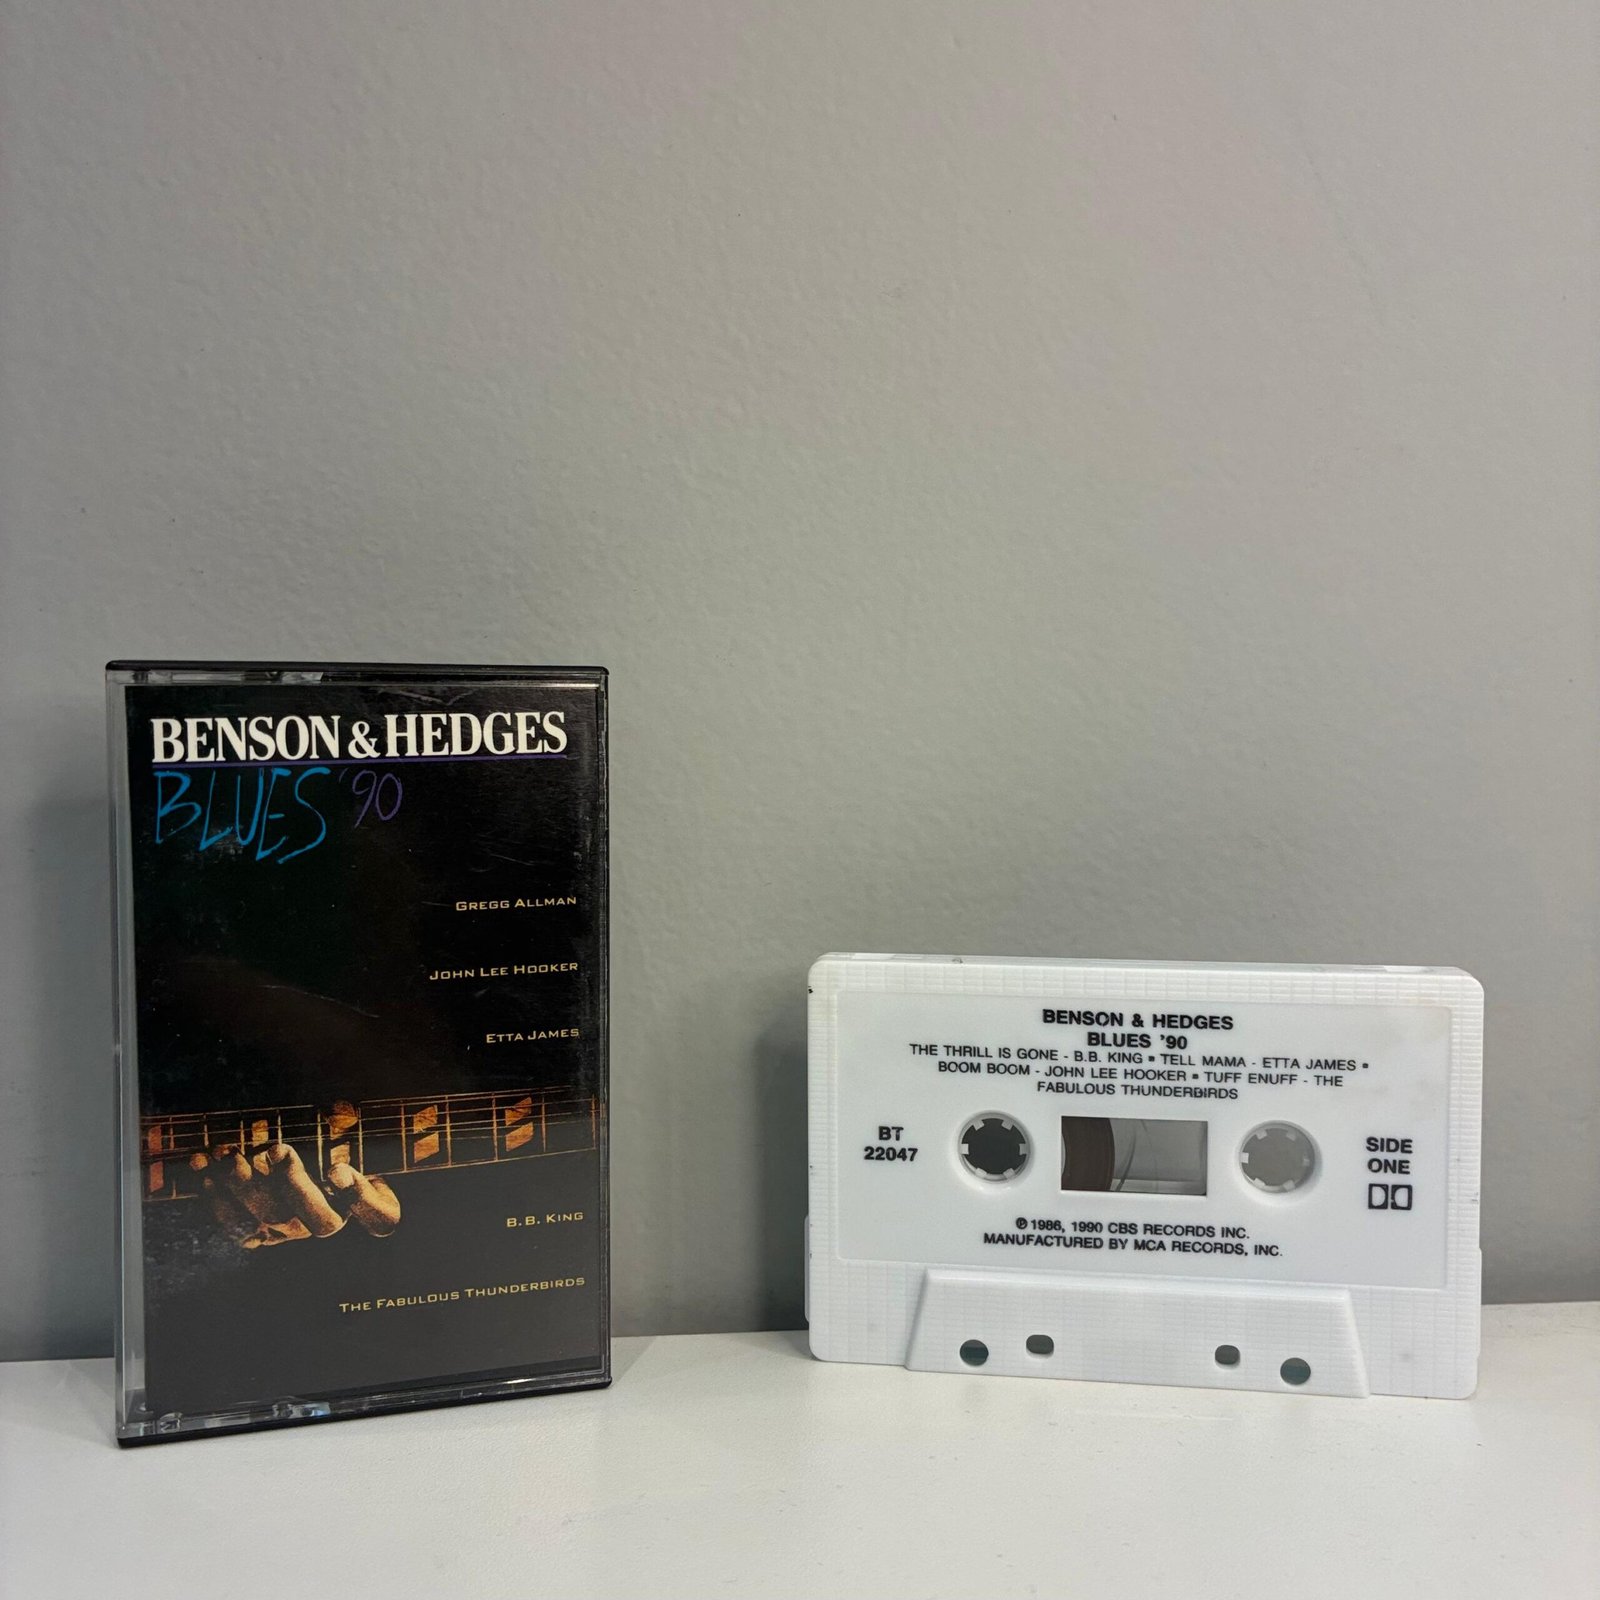 BENSON & HEDGES
BLUES '90
GREGG ALLMAN
JOHN LEE HOOKER
ETTA JAMES
B.B. KING
THE FABULOUS THUNDERBIRDS
BENSON & HEDGES
BLUES '90
THE THRILL IS GONE - B.B. KING ▪ TELL MAMA - ETTA JAMES ▪
BOOM BOOM - JOHN LEE HOOKER ▪ TUFF ENUFF - THE
FABULOUS THUNDERBIRDS
BT
22047
SIDE
ONE
℗ 1986, 1990 CBS RECORDS INC.
MANUFACTURED BY MCA RECORDS, INC.